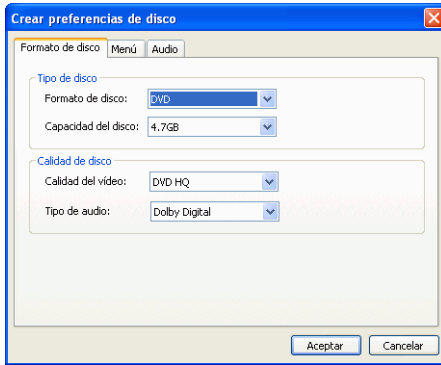 Crear preferencias de disco
Formato de disco Menú Audio
Tipo de disco
Formato de disco: DVD
Capacidad del disco: 4.7GB
Calidad de disco
Calidad del vídeo: DVD HQ
Tipo de audio: Dolby Digital
Aceptar Cancelar